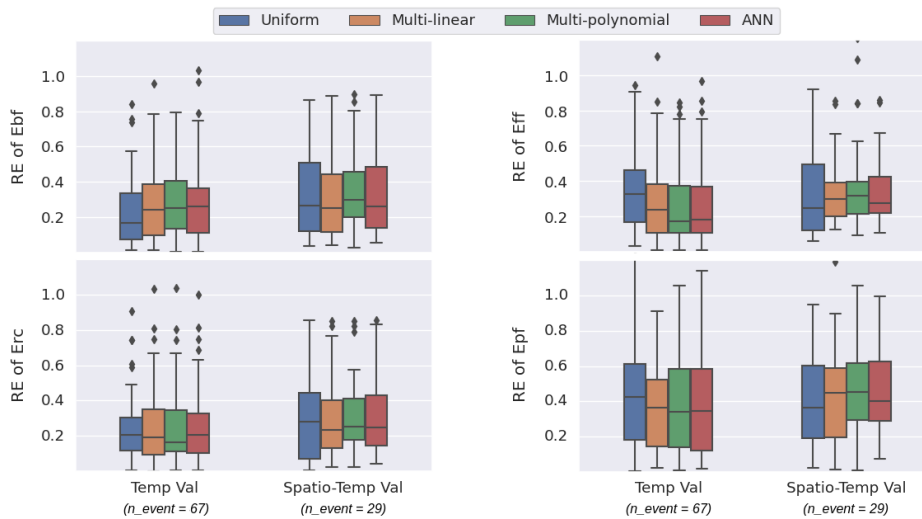 Uniform Multi-linear Multi-polynomial ANN
RE of Ebf
1.0
0.8
0.6
0.4
0.2
RE of Eff
1.0
0.8
0.6
0.4
0.2
RE of Erc
1.0
0.8
0.6
0.4
0.2
Temp Val Spatio-Temp Val
(n_event = 67) (n_event = 29)
RE of Epf
1.0
0.8
0.6
0.4
0.2
Temp Val Spatio-Temp Val
(n_event = 67) (n_event = 29)